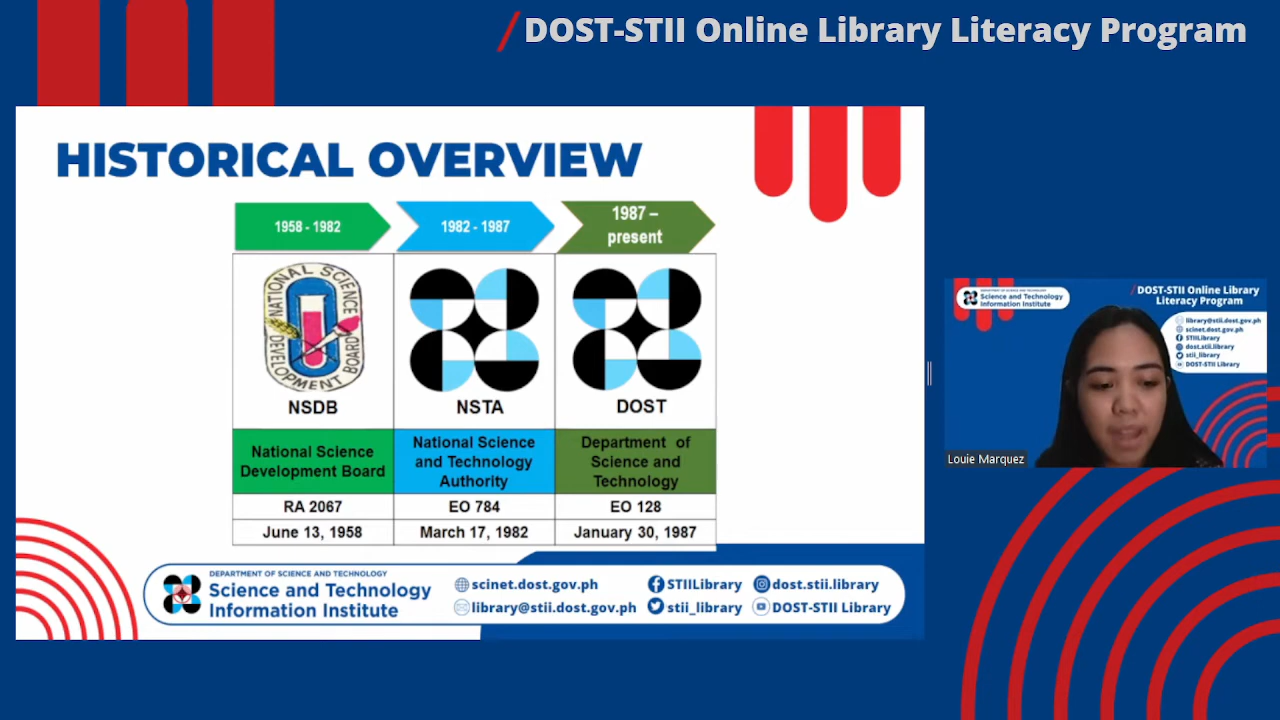 /DOST-STII Online Library Literacy Program
HISTORICAL OVERVIEW
1958 - 1982
1982 - 1987
1987 –
present
NATIONAL SCIENCE
DEVELOPMENT BOARD
NSDB
NSTA
DOST
National Science
Development Board
National Science
and Technology
Authority
Department of
Science and
Technology
RA 2067
EO 784
EO 128
June 13, 1958
March 17, 1982
January 30, 1987
DEPARTMENT OF SCIENCE AND TECHNOLOGY
Science and Technology
Information Institute
scinet.dost.gov.ph
library@stii.dost.gov.ph
STIILibrary
stii_library
dost.stii.library
DOST-STII Library
DEPARTMENT OF SCIENCE AND TECHNOLOGY
Science and Technology
Information Institute
/DOST-STII Online Library
Literacy Program
library@stii.dost.gov.ph
scinet.dost.gov.ph
STIILibrary
dost.stii.library
stii_library
DOST-STII Library
Louie Marquez